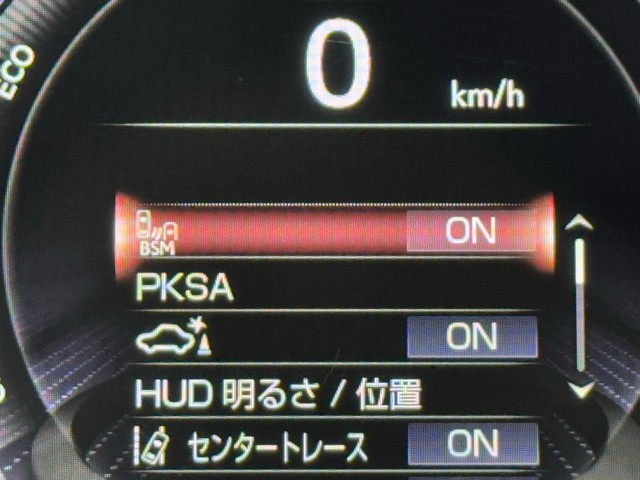 ECO
0
km/h
BSM ON
PKSA
ON
HUD 明るさ / 位置
センタートレース ON